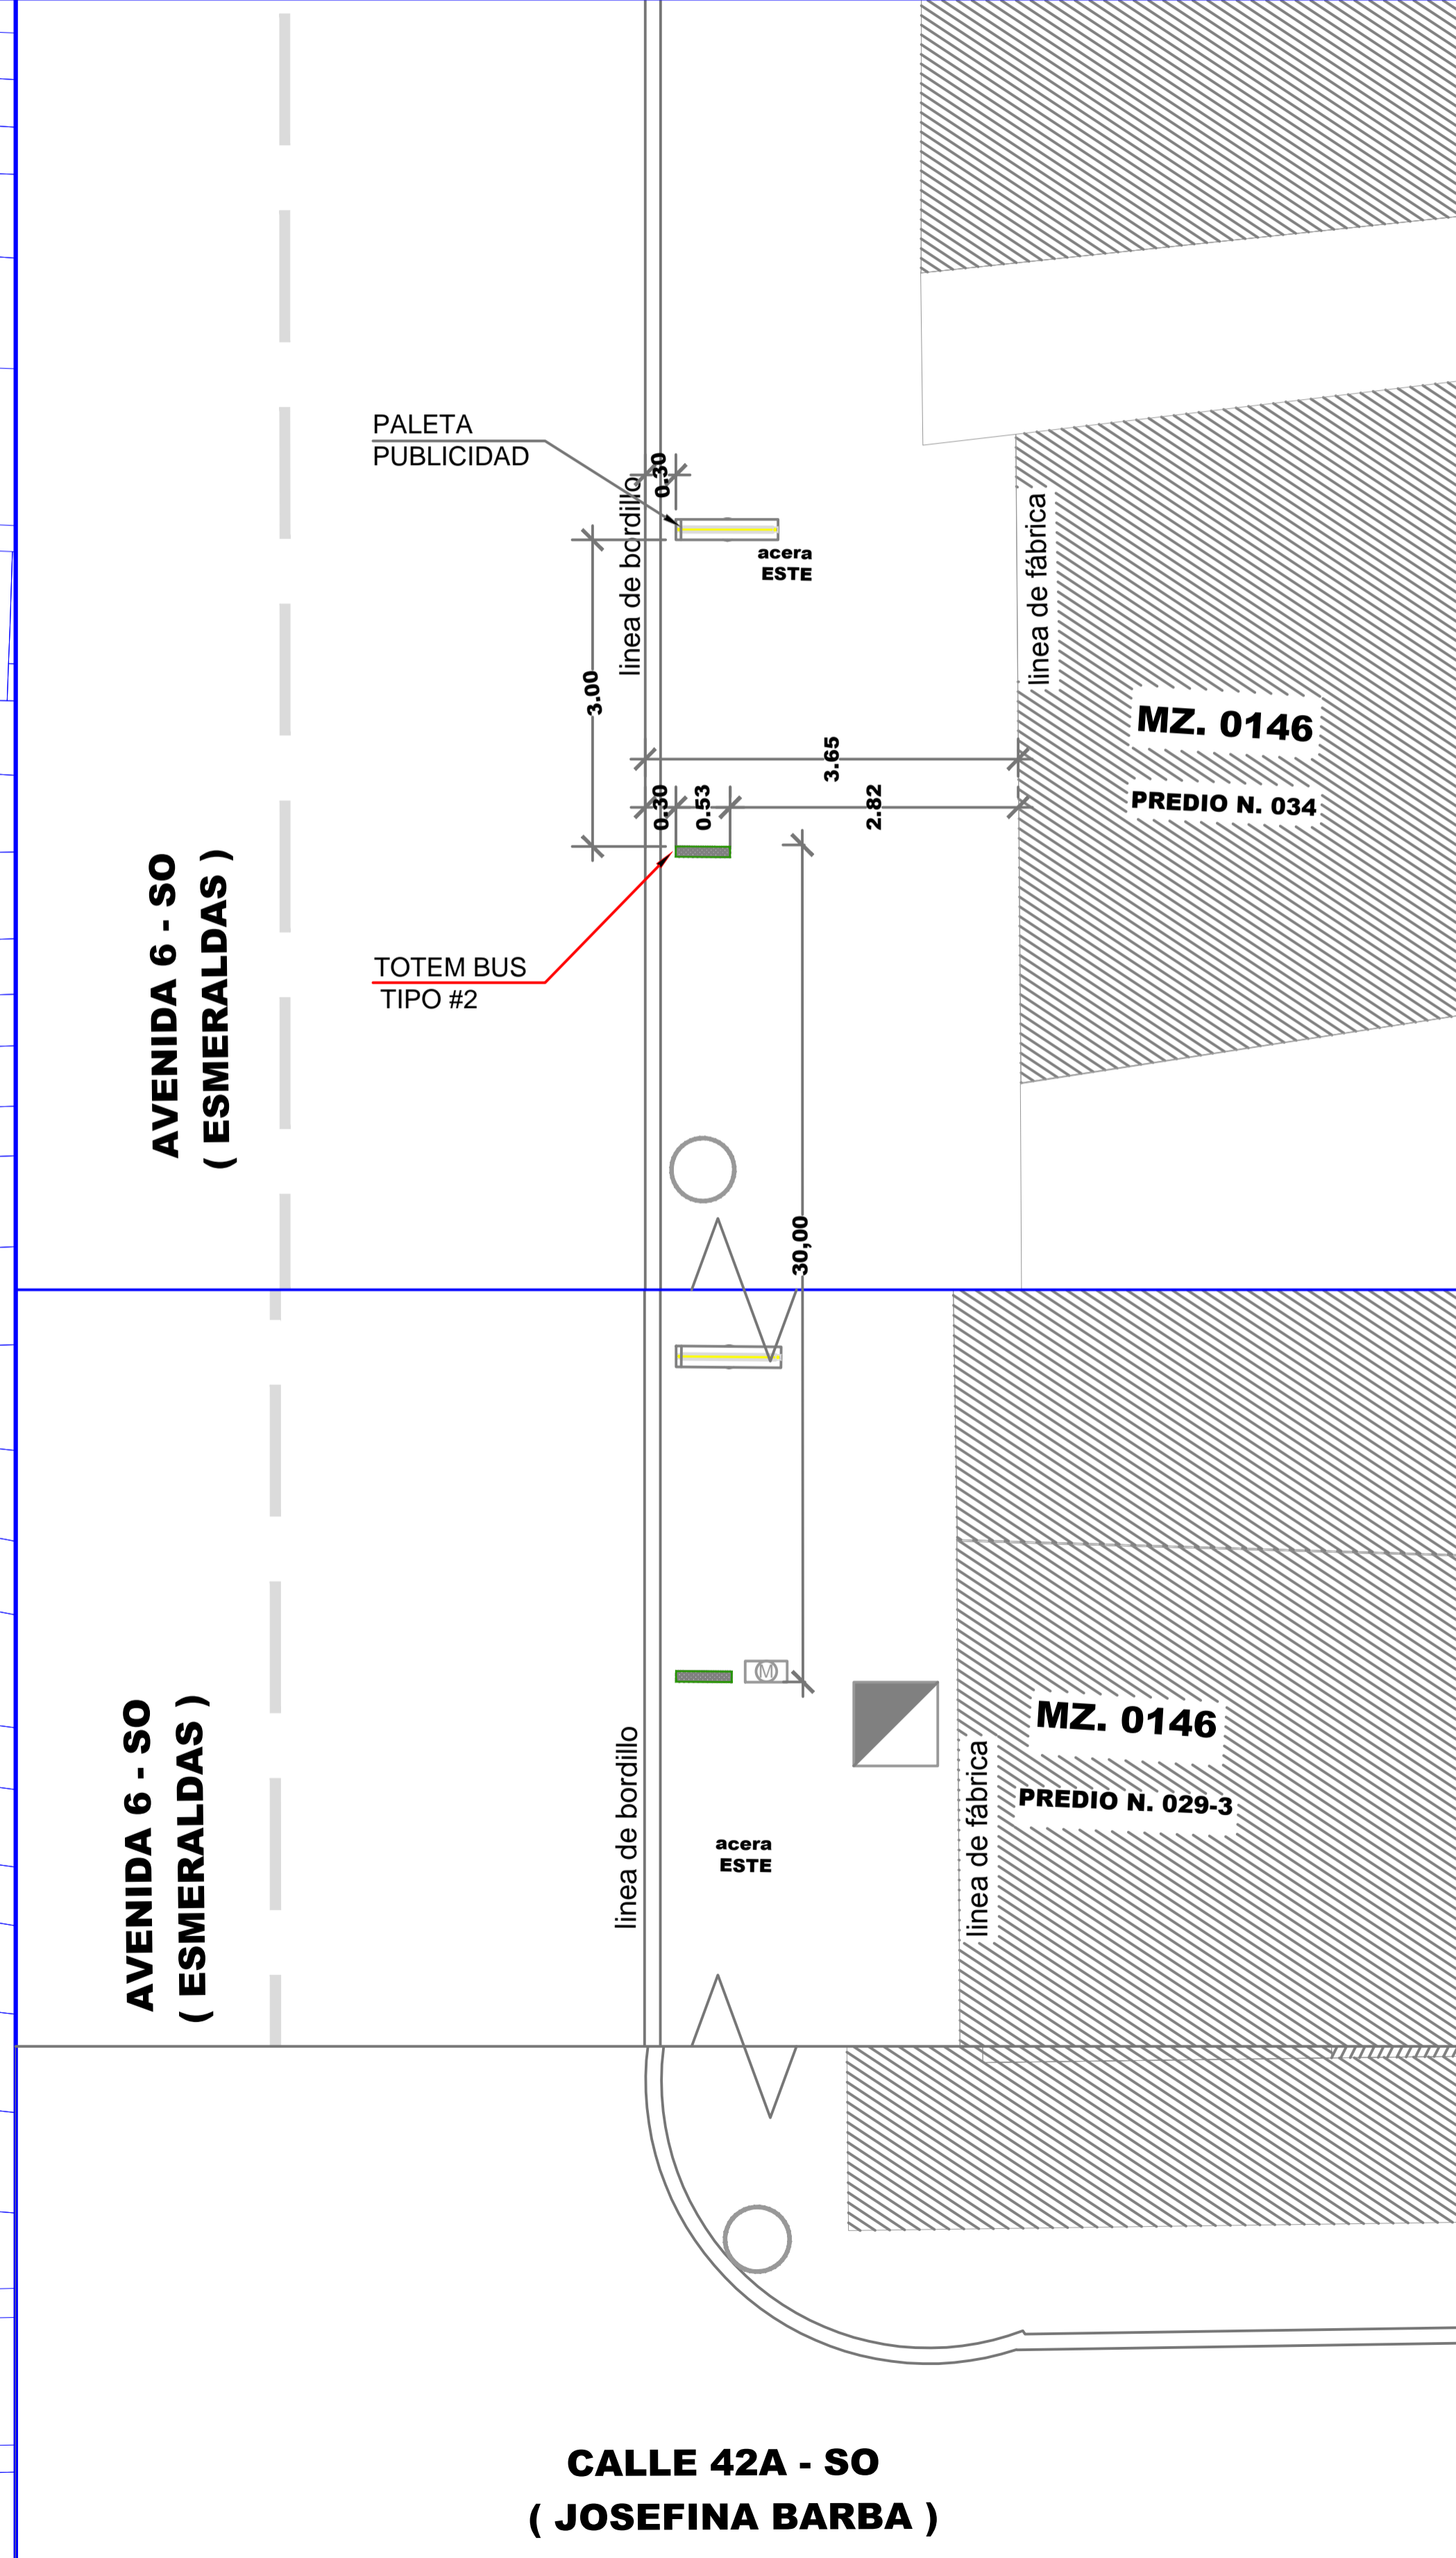 PALETA
PUBLICIDAD
0.30
linea de bordillo
acera
ESTE
linea de fábrica
3.00
MZ. 0146
3.65
PREDIO N. 034
0.30
0.53
2.82
AVENIDA 6 - SO
( ESMERALDAS )
TOTEM BUS
TIPO #2
30,00
M
AVENIDA 6 - SO
( ESMERALDAS )
linea de bordillo
MZ. 0146
PREDIO N. 029-3
linea de fábrica
acera
ESTE
CALLE 42A - SO
( JOSEFINA BARBA )